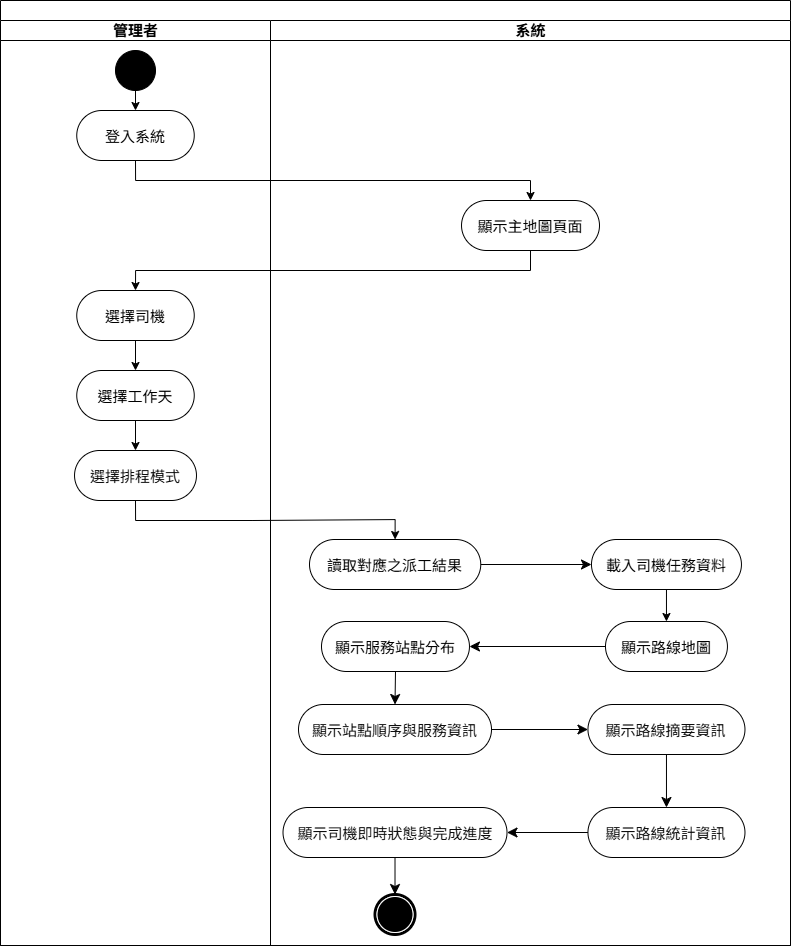 管理者
系統
登入系統
顯示主地圖頁面
選擇司機
選擇工作天
選擇排程模式
讀取對應之派工結果
載入司機任務資料
顯示路線地圖
顯示服務站點分布
顯示站點順序與服務資訊
顯示路線摘要資訊
顯示路線統計資訊
顯示司機即時狀態與完成進度